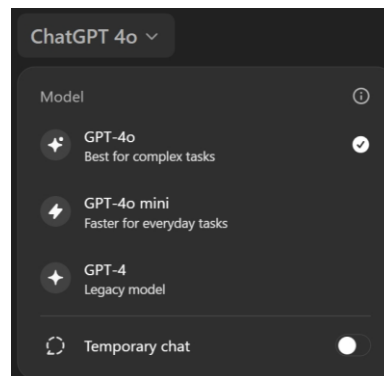 ChatGPT 4o
Model
GPT-4o
Best for complex tasks
GPT-4o mini
Faster for everyday tasks
GPT-4
Legacy model
Temporary chat